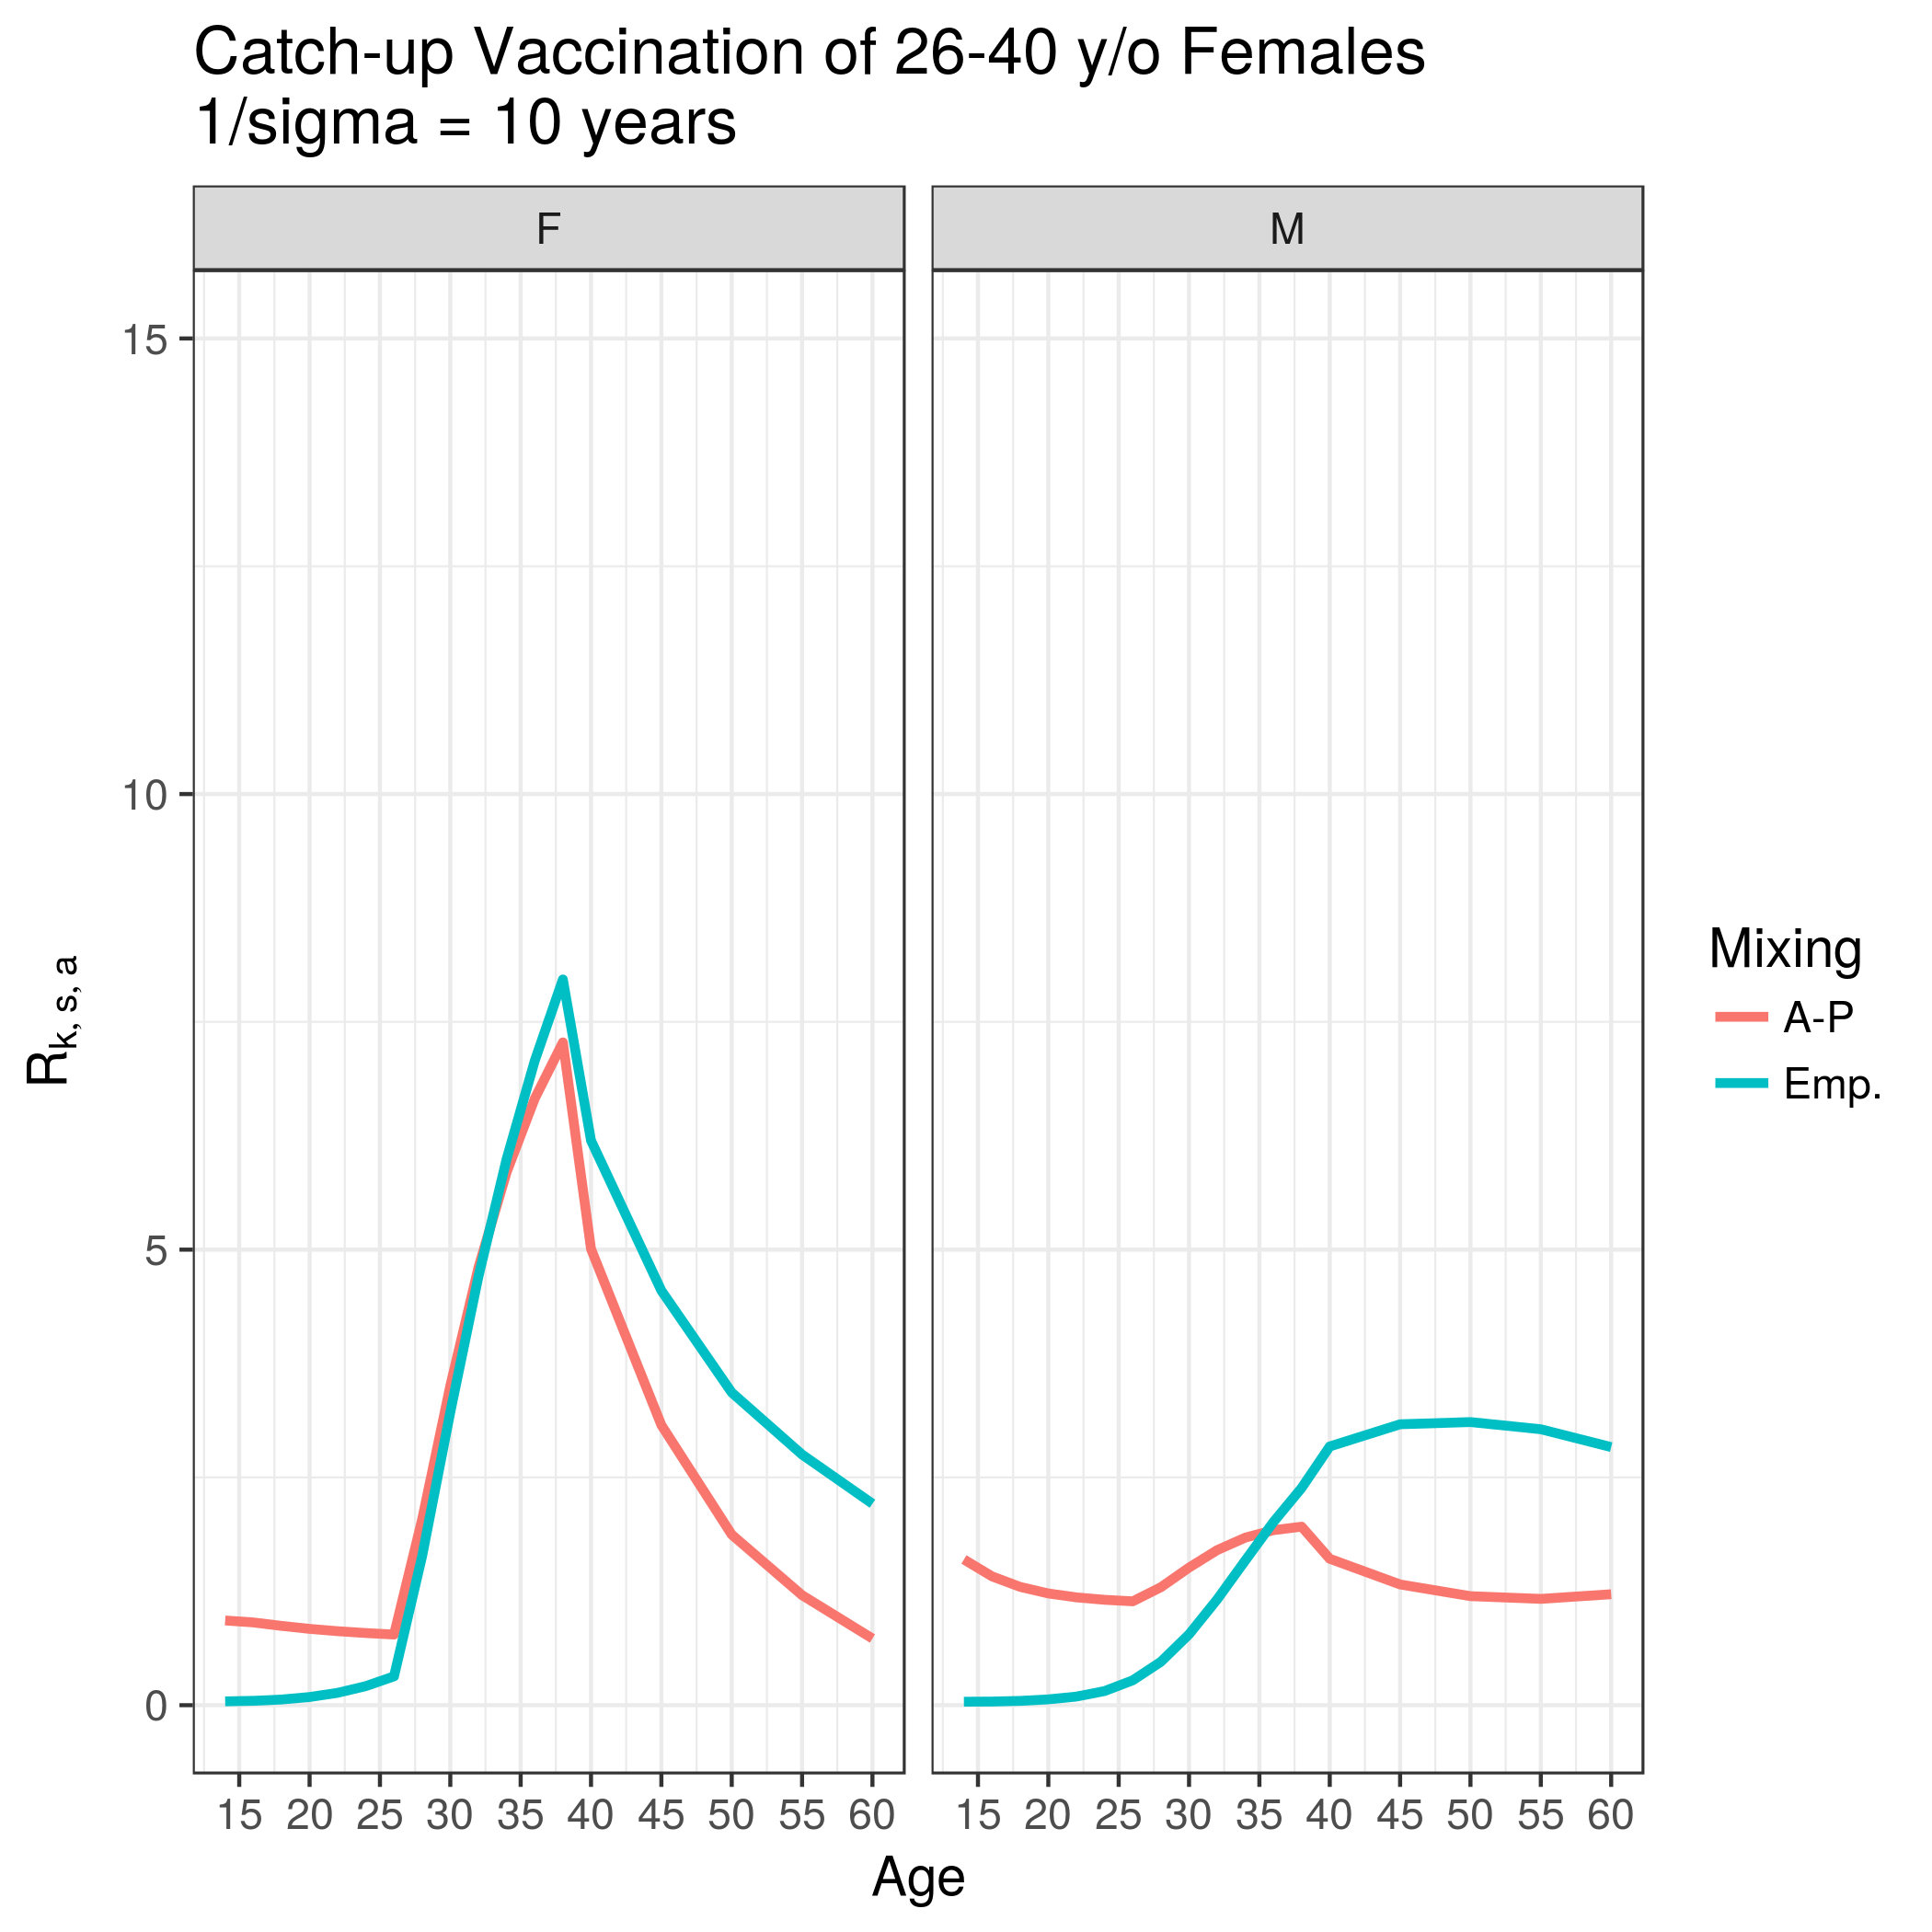 Catch-up Vaccination of 26-40 y/o Females
1/sigma = 10 years
F
M
15
10
5
0
R k, s, a
15 20 25 30 35 40 45 50 55 60
15 20 25 30 35 40 45 50 55 60
Age
Mixing
A-P
Emp.